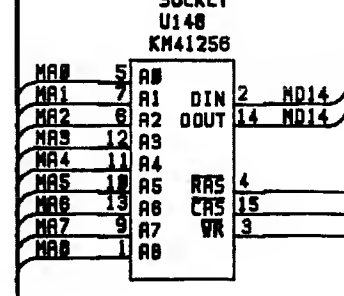 SOCKET
U148
KM41256
MA0 5 A0
MA1 7 A1 DIN 2 MD14
MA2 6 A2 DOUT 14 MD14
MA3 12 A3
MA4 11 A4
MA5 10 A5 RAS 4
MA6 13 A6 CAS 15
MA7 9 A7 WR 3
MA8 1 A8